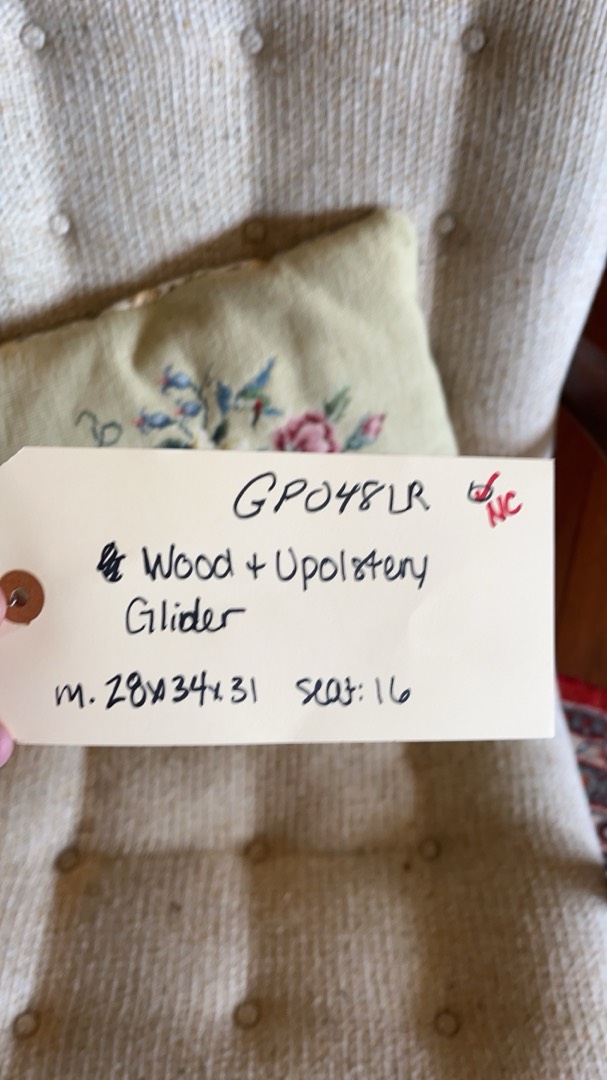 GP048LR NC
Wood + Upolstery
Glider
m. 28x34x31 seat: 16